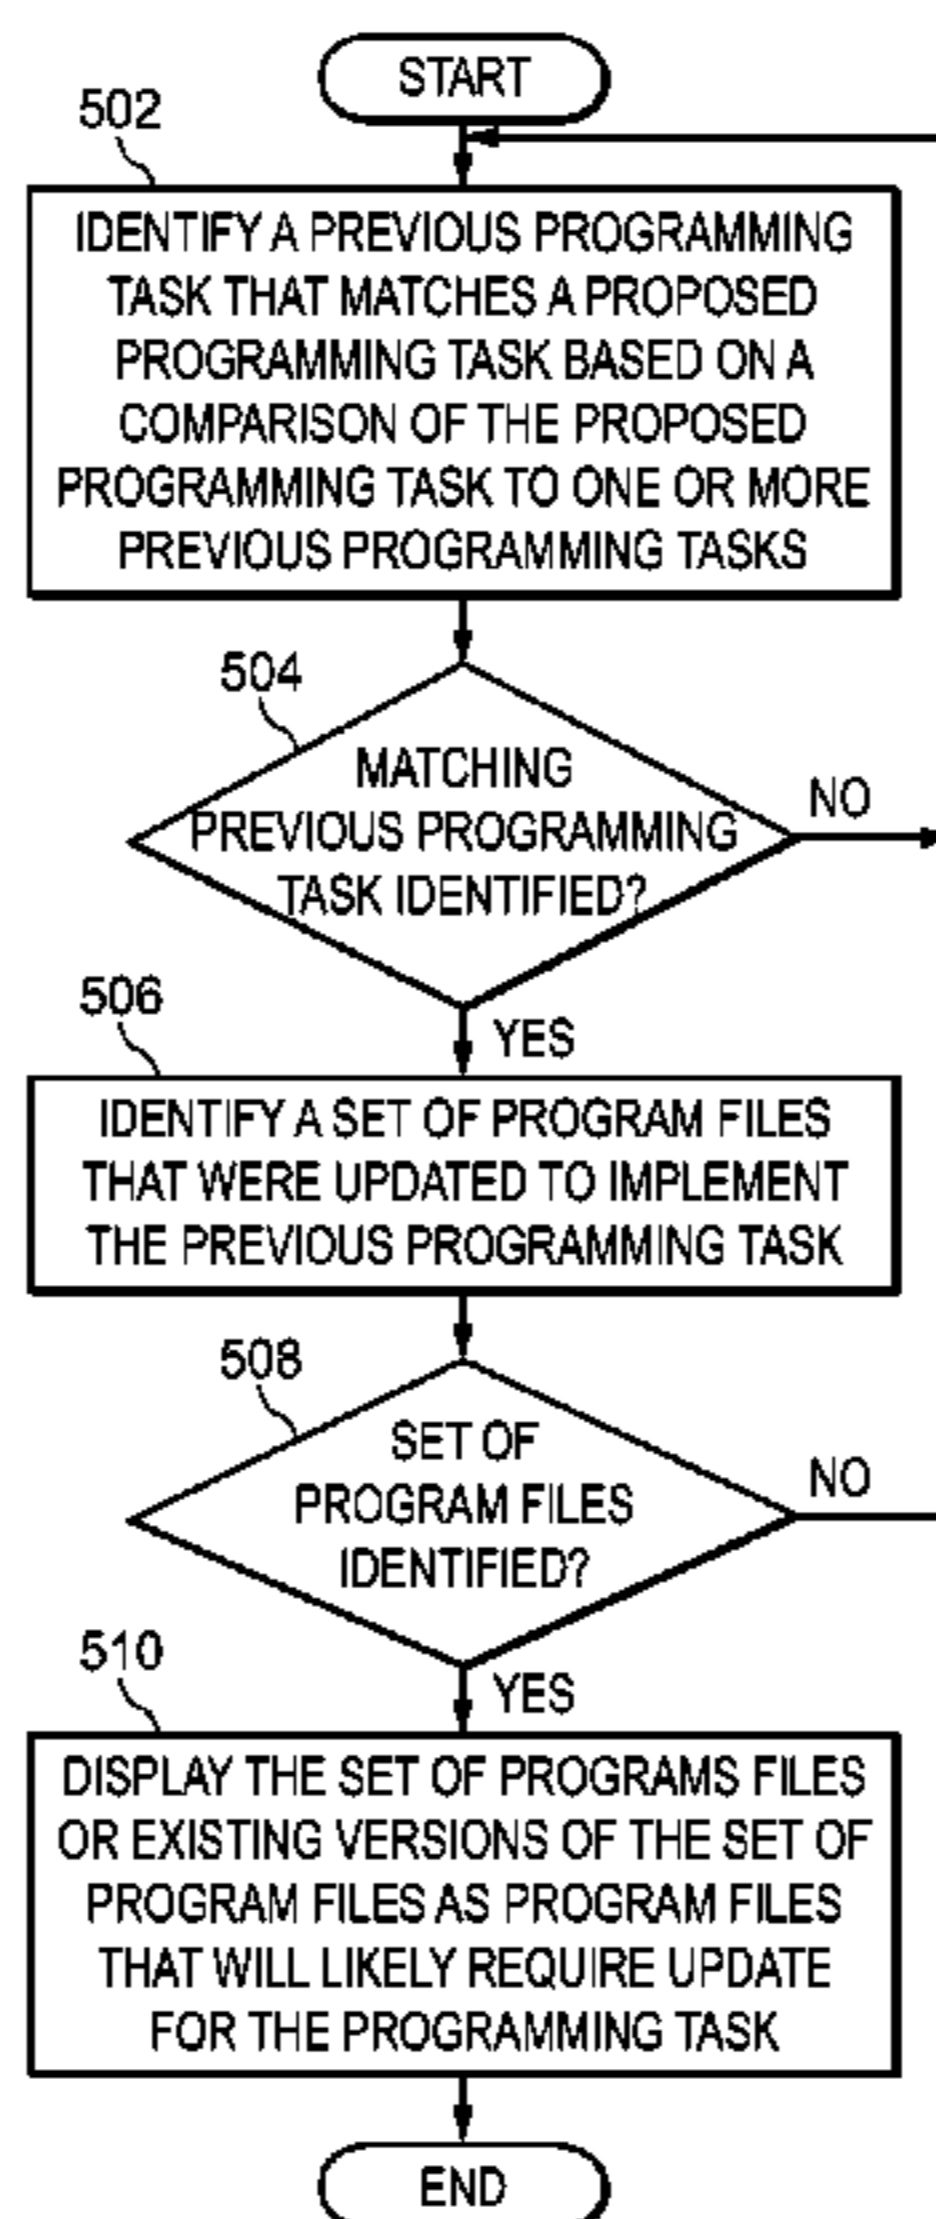 START
502
IDENTIFY A PREVIOUS PROGRAMMING
TASK THAT MATCHES A PROPOSED
PROGRAMMING TASK BASED ON A
COMPARISON OF THE PROPOSED
PROGRAMMING TASK TO ONE OR MORE
PREVIOUS PROGRAMMING TASKS
504
MATCHING
PREVIOUS PROGRAMMING
TASK IDENTIFIED?
NO
YES
506
IDENTIFY A SET OF PROGRAM FILES
THAT WERE UPDATED TO IMPLEMENT
THE PREVIOUS PROGRAMMING TASK
508
SET OF
PROGRAM FILES
IDENTIFIED?
NO
YES
510
DISPLAY THE SET OF PROGRAMS FILES
OR EXISTING VERSIONS OF THE SET OF
PROGRAM FILES AS PROGRAM FILES
THAT WILL LIKELY REQUIRE UPDATE
FOR THE PROGRAMMING TASK
END